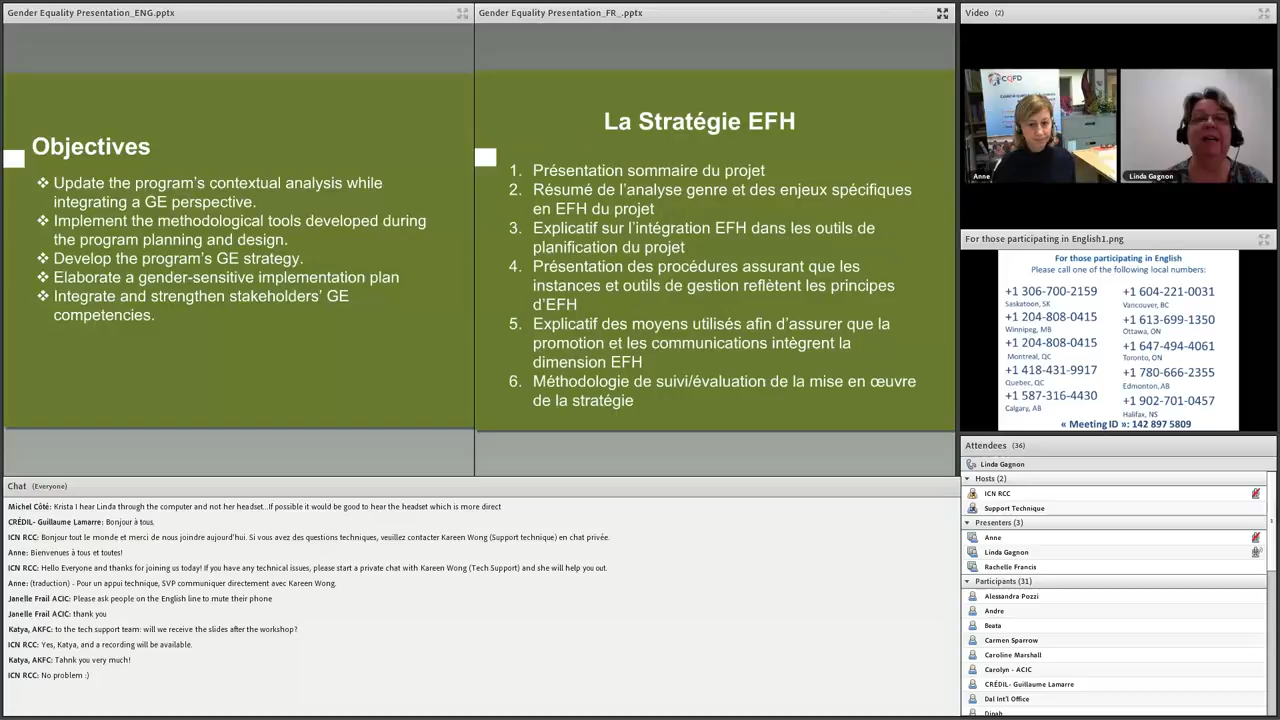 Gender Equality Presentation_ENG.pptx
Objectives
❖ Update the program's contextual analysis while
integrating a GE perspective.
❖ Implement the methodological tools developed during
the program planning and design.
❖ Develop the program's GE strategy.
❖ Elaborate a gender-sensitive implementation plan
❖ Integrate and strengthen stakeholders' GE
competencies.
Gender Equality Presentation_FR_.pptx
La Stratégie EFH
1. Présentation sommaire du projet
2. Résumé de l'analyse genre et des enjeux spécifiques
en EFH du projet
3. Explicatif sur l'intégration EFH dans les outils de
planification du projet
4. Présentation des procédures assurant que les
instances et outils de gestion reflètent les principes
d'EFH
5. Explicatif des moyens utilisés afin d'assurer que la
promotion et les communications intègrent la
dimension EFH
6. Méthodologie de suivi/évaluation de la mise en œuvre
de la stratégie
Video (2)
CQFD
Anne
Linda Gagnon
For those participating in English1.png
For those participating in English
Please call one of the following local numbers:
+1 306-700-2159
Saskatoon, SK
+1 204-808-0415
Winnipeg, MB
+1 204-808-0415
Montreal, QC
+1 418-431-9917
Quebec, QC
+1 587-316-4430
Calgary, AB
+1 604-221-0031
Vancouver, BC
+1 613-699-1350
Ottawa, ON
+1 647-494-4061
Toronto, ON
+1 780-666-2355
Edmonton, AB
+1 902-701-0457
Halifax, NS
« Meeting ID »: 142 897 5809
Attendees (36)
Linda Gagnon
Hosts (2)
ICN RCC
Support Technique
Presenters (3)
Anne
Linda Gagnon
Rachelle Francis
Participants (31)
Alessandra Pozzi
Andre
Beata
Carmen Sparrow
Caroline Marshall
Carolyn - ACIC
CRÉDIL- Guillaume Lamarre
Dal Int'l Office
Dinah
Chat (Everyone)
Michel Côté: Krista I hear Linda through the computer and not her headset...If possible it would be good to hear the headset which is more direct
CRÉDIL- Guillaume Lamarre: Bonjour à tous.
ICN RCC: Bonjour tout le monde et merci de nous joindre aujourd'hui. Si vous avez des questions techniques, veuillez contacter Kareen Wong (Support technique) en chat privée.
Anne: Bienvenues à tous et toutes!
ICN RCC: Hello Everyone and thanks for joining us today! If you have any technical issues, please start a private chat with Kareen Wong (Tech Support) and she will help you out.
Anne: (traduction) - Pour un appui technique, SVP communiquer directement avec Kareen Wong.
Janelle Frail ACIC: Please ask people on the English line to mute their phone
Janelle Frail ACIC: thank you
Katya, AKFC: to the tech support team: will we receive the slides after the workshop?
ICN RCC: Yes, Katya, and a recording will be available.
Katya, AKFC: Tahnk you very much!
ICN RCC: No problem :)